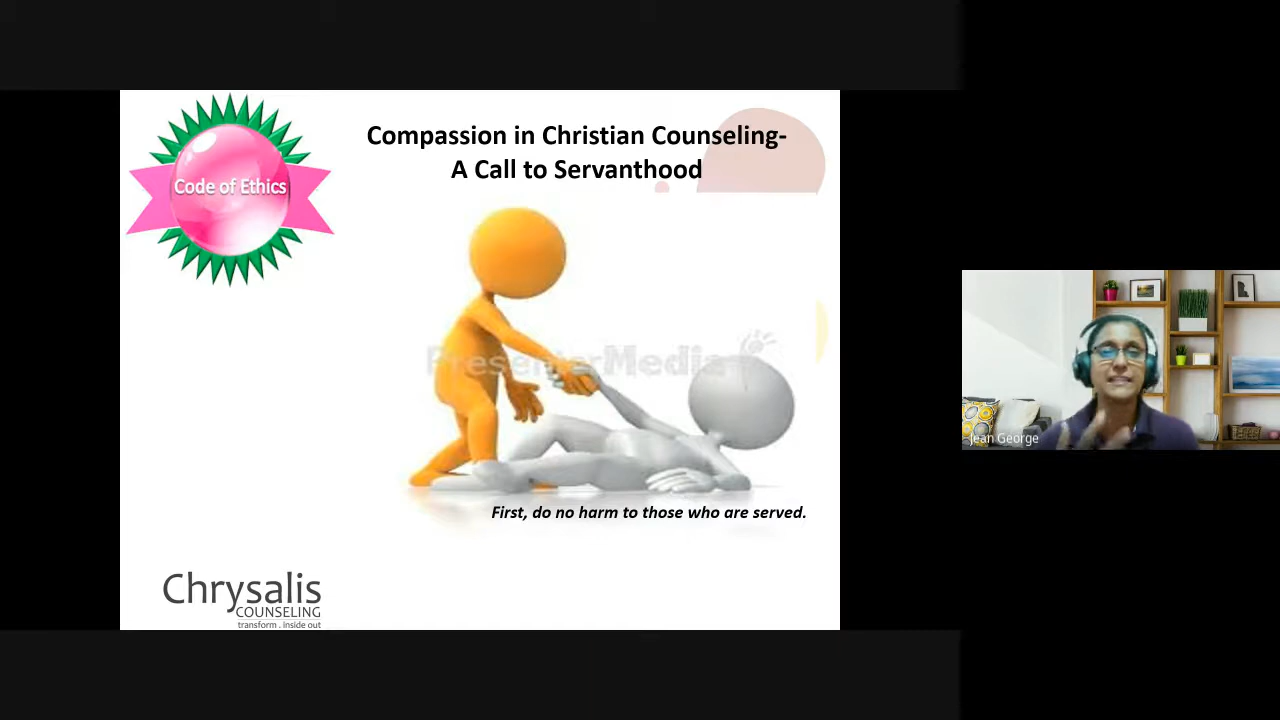 Code of Ethics
Compassion in Christian Counseling-
A Call to Servanthood
PresenterMedia
First, do no harm to those who are served.
Chrysalis
COUNSELING
transform . inside out
Jean George